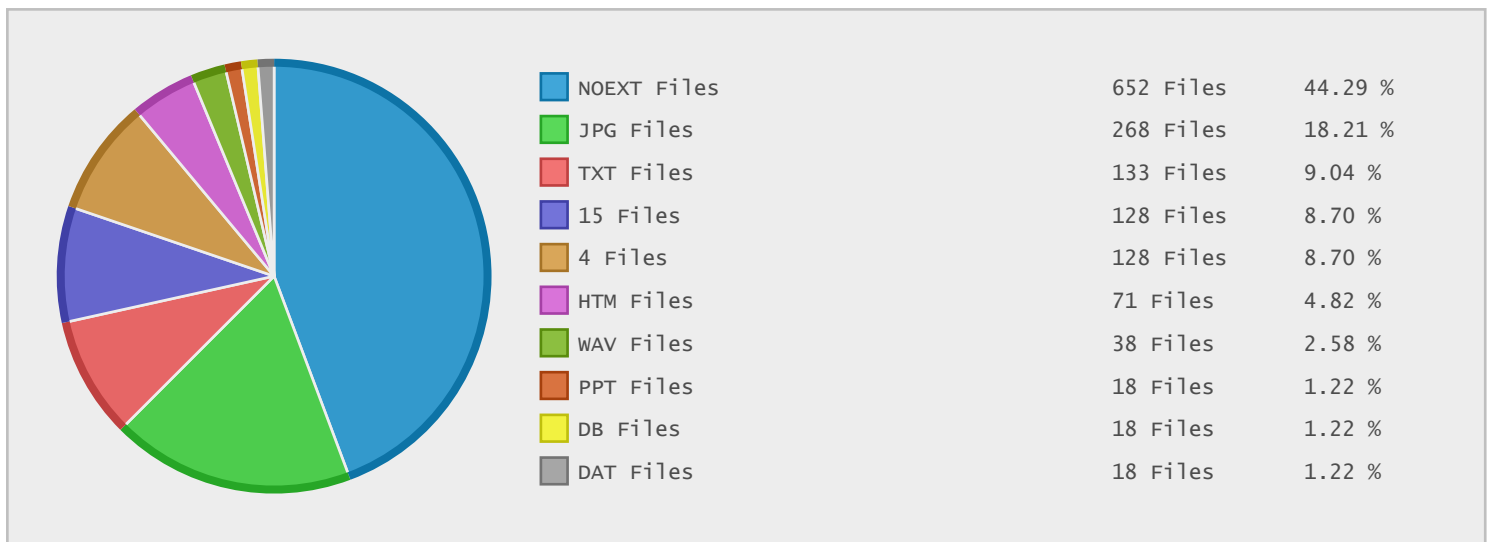 NOEXT Files 652 Files 44.29 %
JPG Files 268 Files 18.21 %
TXT Files 133 Files 9.04 %
15 Files 128 Files 8.70 %
4 Files 128 Files 8.70 %
HTM Files 71 Files 4.82 %
WAV Files 38 Files 2.58 %
PPT Files 18 Files 1.22 %
DB Files 18 Files 1.22 %
DAT Files 18 Files 1.22 %